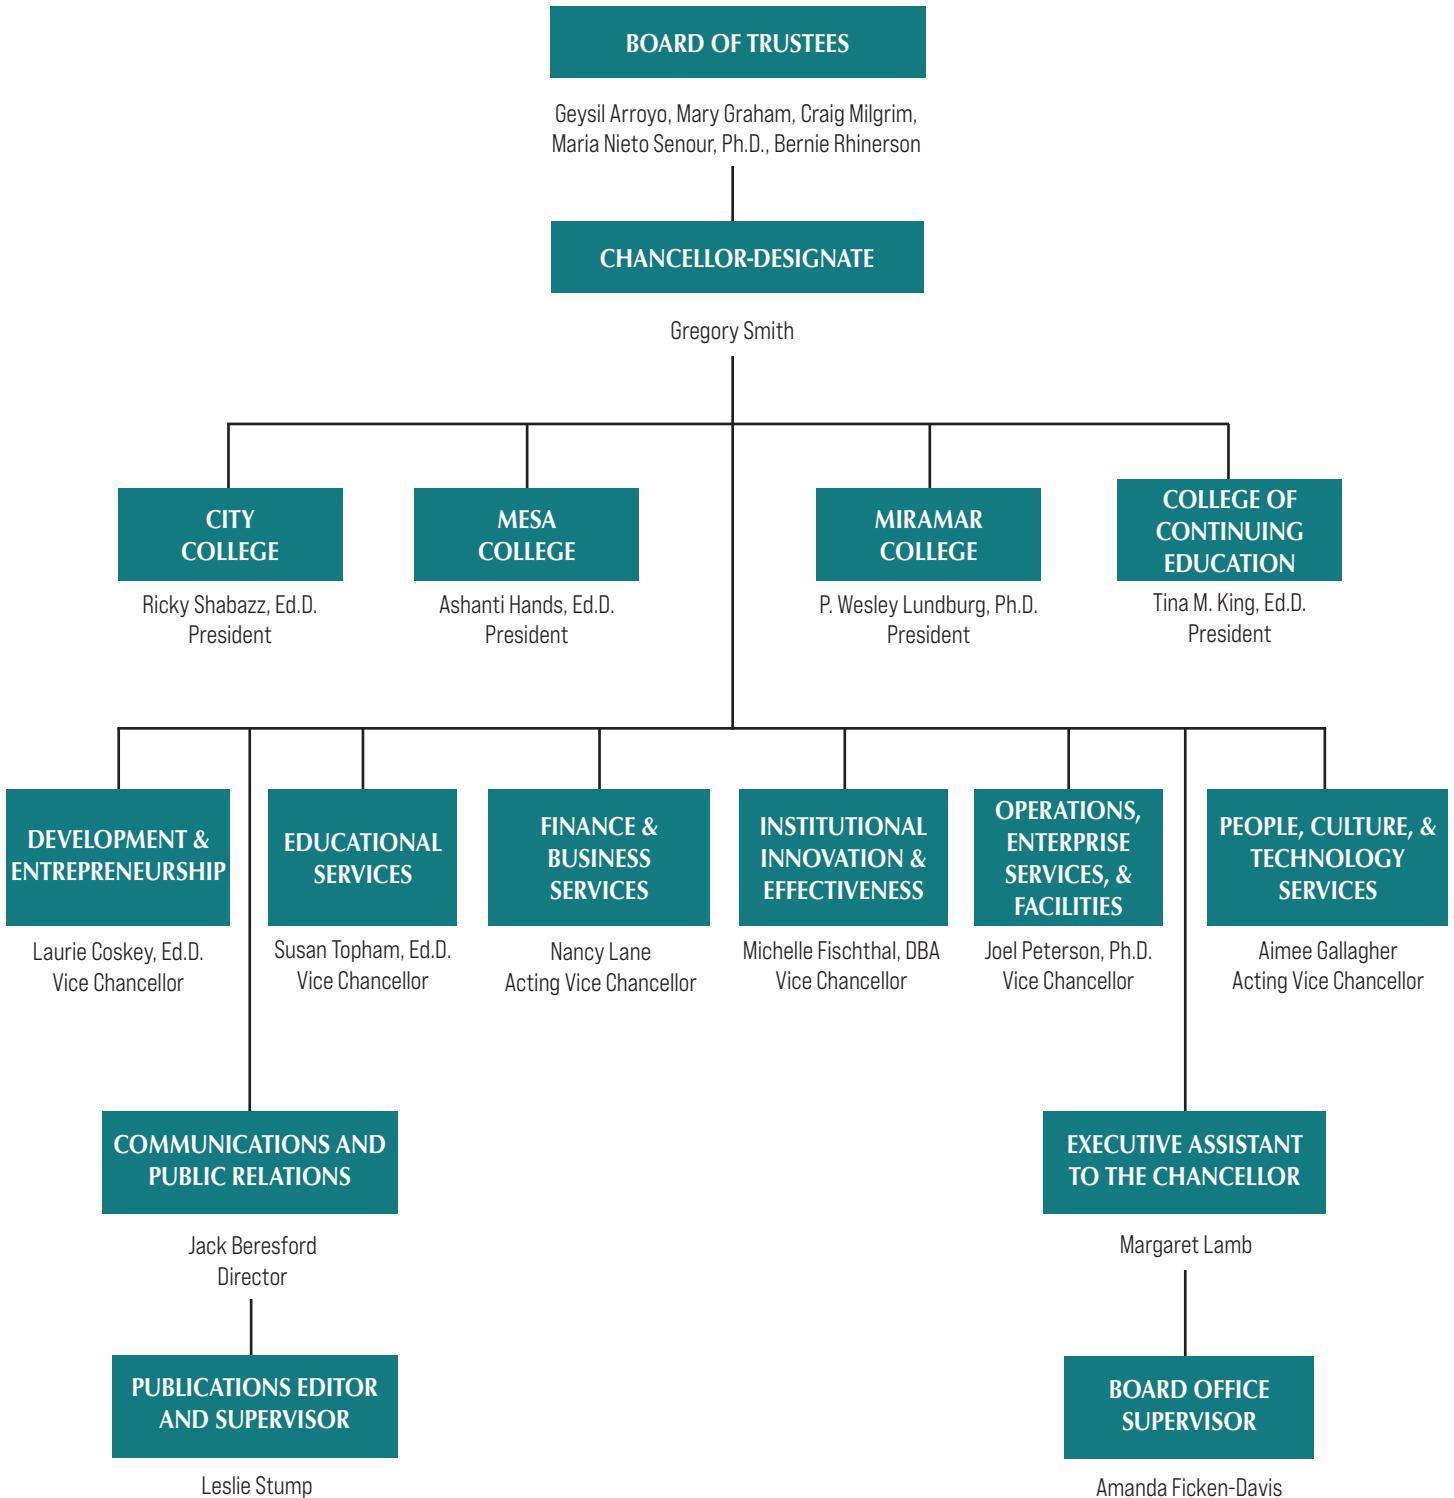 BOARD OF TRUSTEES
Geysil Arroyo, Mary Graham, Craig Milgrim,
Maria Nieto Senour, Ph.D., Bernie Rhinerson
CHANCELLOR-DESIGNATE
Gregory Smith
CITY
COLLEGE
Ricky Shabazz, Ed.D.
President
MESA
COLLEGE
Ashanti Hands, Ed.D.
President
MIRAMAR
COLLEGE
P. Wesley Lundburg, Ph.D.
President
COLLEGE OF
CONTINUING
EDUCATION
Tina M. King, Ed.D.
President
DEVELOPMENT &
ENTREPRENEURSHIP
Laurie Coskey, Ed.D.
Vice Chancellor
EDUCATIONAL
SERVICES
Susan Topham, Ed.D.
Vice Chancellor
FINANCE &
BUSINESS
SERVICES
Nancy Lane
Acting Vice Chancellor
INSTITUTIONAL
INNOVATION &
EFFECTIVENESS
Michelle Fischthal, DBA
Vice Chancellor
OPERATIONS,
ENTERPRISE
SERVICES, &
FACILITIES
Joel Peterson, Ph.D.
Vice Chancellor
PEOPLE, CULTURE, &
TECHNOLOGY
SERVICES
Aimee Gallagher
Acting Vice Chancellor
COMMUNICATIONS AND
PUBLIC RELATIONS
Jack Beresford
Director
EXECUTIVE ASSISTANT
TO THE CHANCELLOR
Margaret Lamb
PUBLICATIONS EDITOR
AND SUPERVISOR
Leslie Stump
BOARD OFFICE
SUPERVISOR
Amanda Ficken-Davis